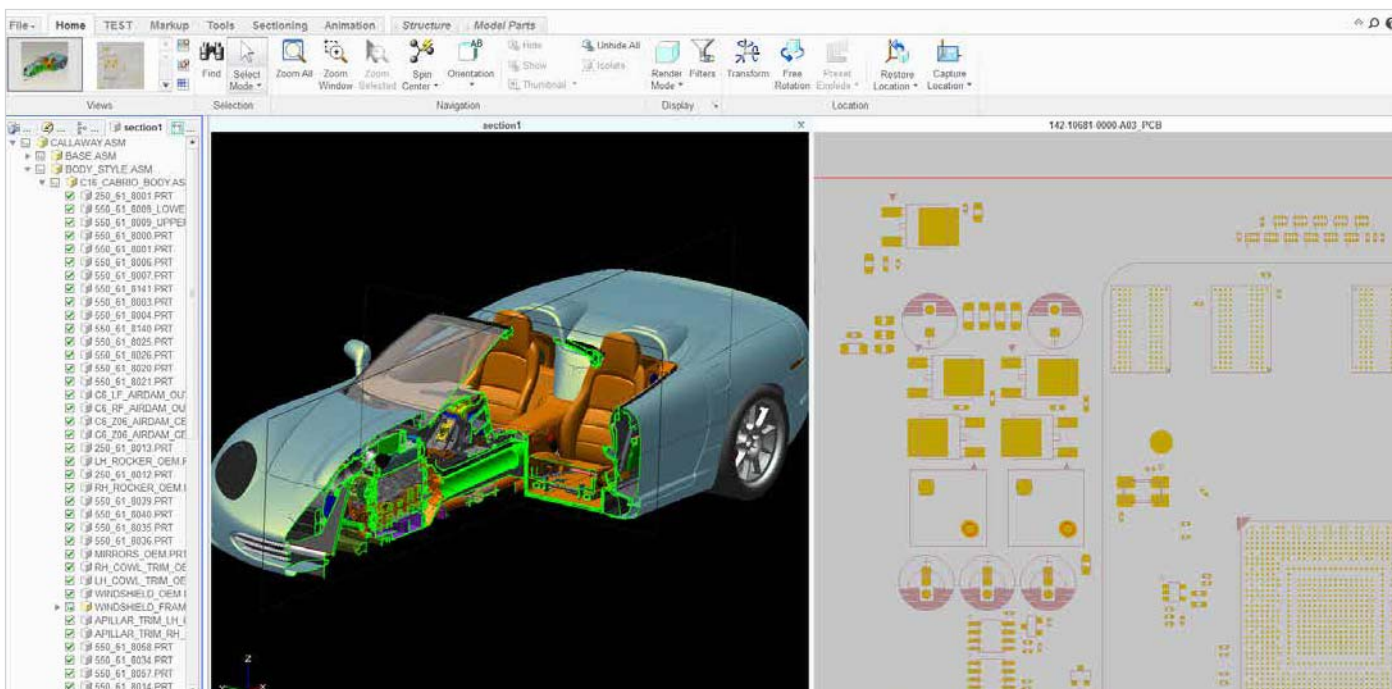 File Home TEST Markup Tools Sectioning Animation Structure Model Parts
Find
Select Mode
Zoom All
Zoom Window
Zoom Selected
Spin Center
Orientation
Hide
Show
Thumbnail
Unhide All
Isolate
Render Mode
Filters
Transform
Free Rotation
Preset Explode
Restore Location
Capture Location
Views Selection Navigation Display Location
section1
section1 X
142-10681-0000-A03_PCB
CALLAWAY.ASM
BASE.ASM
BODY_STYLE.ASM
C16_CABRIO_BODY.AS
250_61_8001.PRT
550_61_8008_LOWE
550_61_8009_UPPE
550_61_8000.PRT
550_61_8001.PRT
550_61_8006.PRT
550_61_8007.PRT
550_61_8141.PRT
550_61_8003.PRT
550_61_8004.PRT
550_61_8140.PRT
550_61_8025.PRT
550_61_8026.PRT
550_61_8020.PRT
550_61_8021.PRT
C6_LF_AIRDAM_OU
C6_RF_AIRDAM_OU
C6_Z06_AIRDAM_CE
C6_Z06_AIRDAM_CE
250_61_8013.PRT
LH_ROCKER_OEM.P
250_61_8012.PRT
RH_ROCKER_OEM.
550_61_8039.PRT
550_61_8040.PRT
550_61_8035.PRT
550_61_8036.PRT
MIRRORS_OEM.PRT
RH_COWL_TRIM_OE
LH_COWL_TRIM_OE
WINDSHIELD_OEM.
WINDSHIELD_FRAM
APILLAR_TRIM_LH_
APILLAR_TRIM_RH_
550_61_8058.PRT
550_61_8034.PRT
550_61_8057.PRT
550_61_8014.PRT
Z
Y X